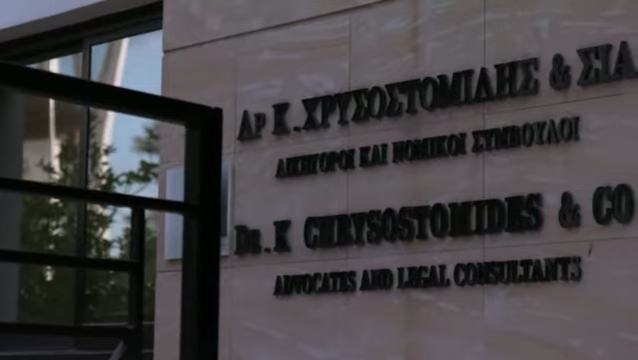 Δρ Κ. ΧΡΥΣΟΣΤΟΜΙΔΗΣ & ΣΙΑ
ΔΙΚΗΓΟΡΟΙ ΚΑΙ ΝΟΜΙΚΟΙ ΣΥΜΒΟΥΛΟΙ
DR. K CHRYSOSTOMIDES & CO
ADVOCATES AND LEGAL CONSULTANTS